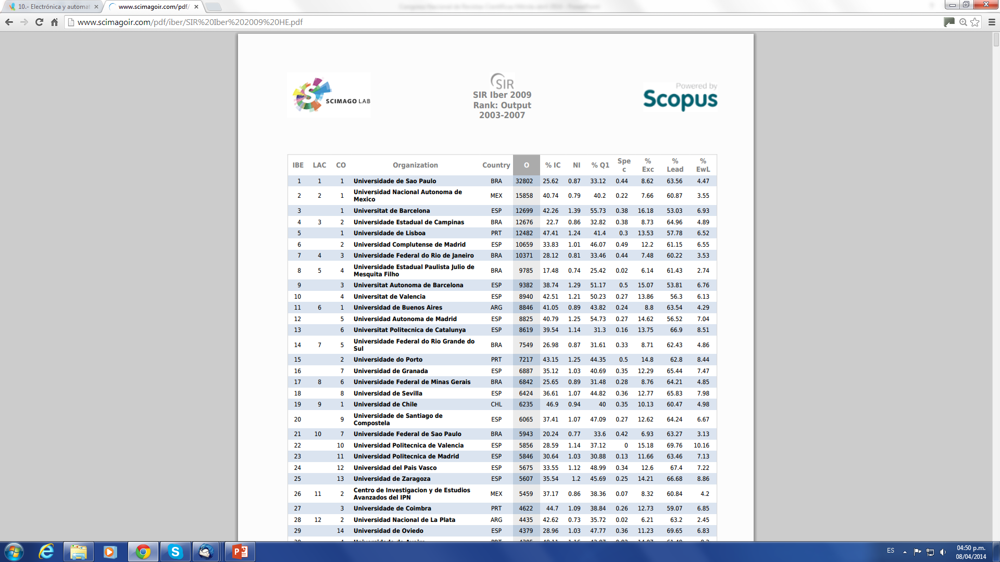 10.- Electrónica y automat
www.scimagoir.com/pdf/
www.scimagoir.com/pdf/iber/SIR%20Iber%202009%20HE.pdf
SCIMAGO LAB
SIR
SIR Iber 2009
Rank: Output
2003-2007
Powered by
Scopus
IBE LAC CO Organization Country O % IC NI % Q1 Spe c % Exc % Lead % EwL
1 1 1 Universidade de Sao Paulo BRA 32802 25.62 0.87 33.12 0.44 8.62 63.56 4.47
2 2 1 Universidad Nacional Autonoma de Mexico MEX 15858 40.74 0.79 40.2 0.22 7.66 60.87 3.55
3 1 Universitat de Barcelona ESP 12699 42.26 1.39 55.73 0.38 16.18 53.03 6.93
4 3 2 Universidade Estadual de Campinas BRA 12676 22.7 0.86 32.82 0.38 8.73 64.96 4.89
5 1 Universidade de Lisboa PRT 12482 47.41 1.24 41.4 0.3 13.53 57.78 6.52
6 2 Universidad Complutense de Madrid ESP 10659 33.83 1.01 46.07 0.49 12.2 61.15 6.55
7 4 3 Universidade Federal do Rio de Janeiro BRA 10371 28.12 0.81 33.46 0.44 7.48 60.22 3.53
8 5 4 Universidade Estadual Paulista Julio de Mesquita Filho BRA 9785 17.48 0.74 25.42 0.02 6.14 61.43 2.74
9 3 Universitat Autonoma de Barcelona ESP 9382 38.74 1.29 51.17 0.5 15.07 53.81 6.76
10 4 Universitat de Valencia ESP 8940 42.51 1.21 50.23 0.27 13.86 56.3 6.13
11 6 1 Universidad de Buenos Aires ARG 8846 41.05 0.89 43.82 0.24 8.8 63.54 4.29
12 5 Universidad Autonoma de Madrid ESP 8825 40.79 1.25 54.73 0.27 14.62 56.52 7.04
13 6 Universitat Politecnica de Catalunya ESP 8619 39.54 1.14 31.3 0.16 13.75 66.9 8.51
14 7 5 Universidade Federal do Rio Grande do Sul BRA 7549 26.98 0.87 31.61 0.33 8.71 62.43 4.86
15 2 Universidade do Porto PRT 7217 43.15 1.25 44.35 0.5 14.8 62.8 8.44
16 7 Universidad de Granada ESP 6887 35.12 1.03 40.69 0.35 12.29 65.44 7.47
17 8 6 Universidade Federal de Minas Gerais BRA 6842 25.65 0.89 31.48 0.28 8.76 64.21 4.85
18 8 Universidad de Sevilla ESP 6424 36.61 1.07 44.82 0.36 12.77 65.83 7.98
19 9 1 Universidad de Chile CHL 6235 46.9 0.94 40 0.35 10.13 60.47 4.98
20 9 Universidade de Santiago de Compostela ESP 6065 37.41 1.07 47.09 0.27 12.62 64.24 6.67
21 10 7 Universidade Federal de Sao Paulo BRA 5943 20.24 0.77 33.6 0.42 6.93 63.27 3.13
22 10 Universidad Politecnica de Valencia ESP 5856 28.59 1.14 37.12 0 15.18 69.76 10.16
23 11 Universidad Politecnica de Madrid ESP 5846 30.64 1.03 30.88 0.13 11.66 63.46 7.13
24 12 Universidad del Pais Vasco ESP 5675 33.55 1.12 48.99 0.34 12.6 67.4 7.22
25 13 Universidad de Zaragoza ESP 5607 35.54 1.2 45.69 0.25 14.21 66.68 8.86
26 11 2 Centro de Investigacion y de Estudios Avanzados del IPN MEX 5459 37.17 0.86 38.36 0.07 8.32 60.84 4.2
27 3 Universidade de Coimbra PRT 4622 44.7 1.09 38.84 0.26 12.73 59.07 6.85
28 12 2 Universidad Nacional de La Plata ARG 4435 42.62 0.73 35.72 0.02 6.21 63.2 2.45
29 14 Universidad de Oviedo ESP 4379 28.96 1.03 47.77 0.36 11.23 69.65 6.83
ES
04:50 p.m.
08/04/2014